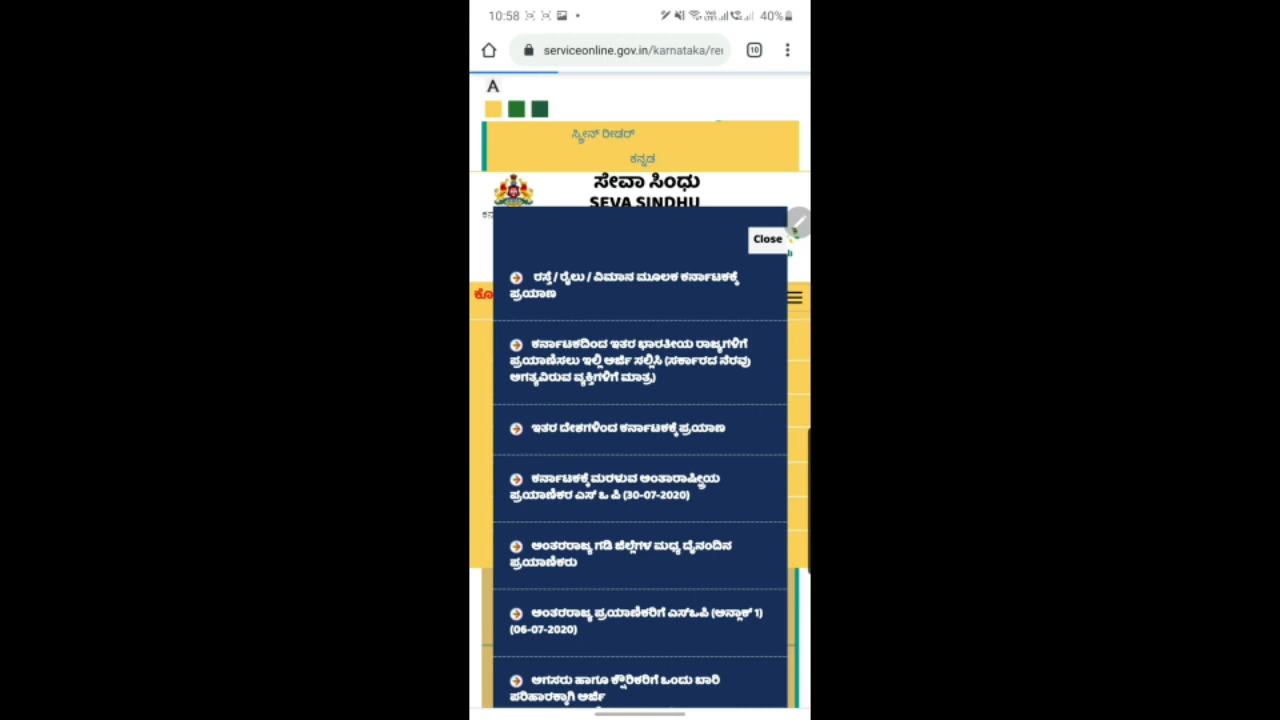 10:58
40%
serviceonline.gov.in/karnataka/rei
10
A
ಸ್ಕ್ರೀನ್ ರೀಡರ್
ಕನ್ನಡ
ಸೇವಾ ಸಿಂಧು
SEVA SINDHU
Close
ರಸ್ತೆ / ರೈಲು / ವಿಮಾನ ಮೂಲಕ ಕರ್ನಾಟಕಕ್ಕೆ
ಪ್ರಯಾಣ
ಕೋ
ಕರ್ನಾಟಕದಿಂದ ಇತರ ಭಾರತೀಯ ರಾಜ್ಯಗಳಿಗೆ
ಪ್ರಯಾಣಿಸಲು ಇಲ್ಲಿ ಅರ್ಜಿ ಸಲ್ಲಿಸಿ (ಸರ್ಕಾರದ ನೆರವು
ಅಗತ್ಯವಿರುವ ವ್ಯಕ್ತಿಗಳಿಗೆ ಮಾತ್ರ)
ಇತರ ದೇಶಗಳಿಂದ ಕರ್ನಾಟಕಕ್ಕೆ ಪ್ರಯಾಣ
ಕರ್ನಾಟಕಕ್ಕೆ ಮರಳುವ ಅಂತಾರಾಷ್ಟ್ರೀಯ
ಪ್ರಯಾಣಿಕರ ಎಸ್ ಒ ಪಿ (30-07-2020)
ಅಂತರರಾಜ್ಯ ಗಡಿ ಜಿಲ್ಲೆಗಳ ಮಧ್ಯ ದೈನಂದಿನ
ಪ್ರಯಾಣಿಕರು
ಅಂತರರಾಜ್ಯ ಪ್ರಯಾಣಿಕರಿಗೆ ಎಸ್ಒಪಿ (ಅನ್ಲಾಕ್ 1)
(06-07-2020)
ಅಗಸರು ಹಾಗೂ ಕ್ಷೌರಿಕರಿಗೆ ಒಂದು ಬಾರಿ
ಪರಿಹಾರಕ್ಕಾಗಿ ಅರ್ಜಿ